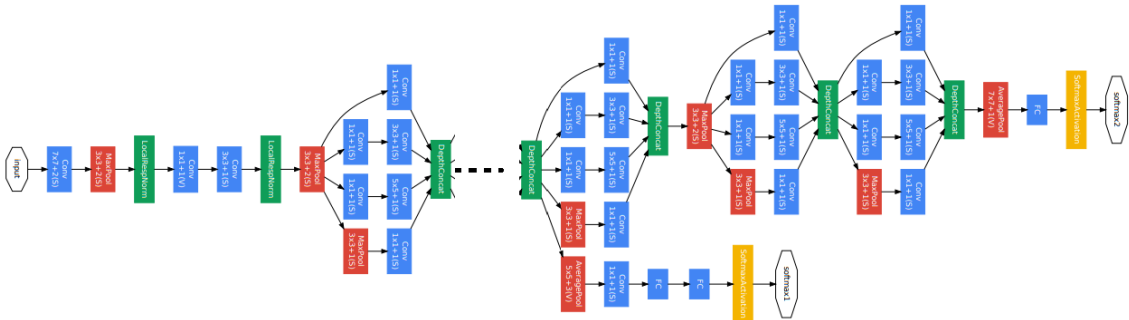 input
Conv
7x7+2(S)
MaxPool
3x3+2(S)
LocalRespNorm
Conv
1x1+1(V)
Conv
3x3+1(S)
LocalRespNorm
MaxPool
3x3+2(S)
Conv
1x1+1(S)
Conv
1x1+1(S)
Conv
3x3+1(S)
Conv
1x1+1(S)
Conv
5x5+1(S)
MaxPool
3x3+1(S)
Conv
1x1+1(S)
DepthConcat
DepthConcat
Conv
1x1+1(S)
Conv
1x1+1(S)
Conv
3x3+1(S)
Conv
1x1+1(S)
Conv
5x5+1(S)
MaxPool
3x3+1(S)
Conv
1x1+1(S)
AveragePool
5x5+3(V)
Conv
1x1+1(S)
FC
FC
SoftmaxActivation
softmax1
DepthConcat
MaxPool
3x3+2(S)
Conv
1x1+1(S)
Conv
1x1+1(S)
Conv
3x3+1(S)
Conv
1x1+1(S)
Conv
5x5+1(S)
MaxPool
3x3+1(S)
Conv
1x1+1(S)
DepthConcat
Conv
1x1+1(S)
Conv
1x1+1(S)
Conv
3x3+1(S)
Conv
1x1+1(S)
Conv
5x5+1(S)
MaxPool
3x3+1(S)
Conv
1x1+1(S)
DepthConcat
AveragePool
7x7+1(V)
FC
SoftmaxActivation
softmax2